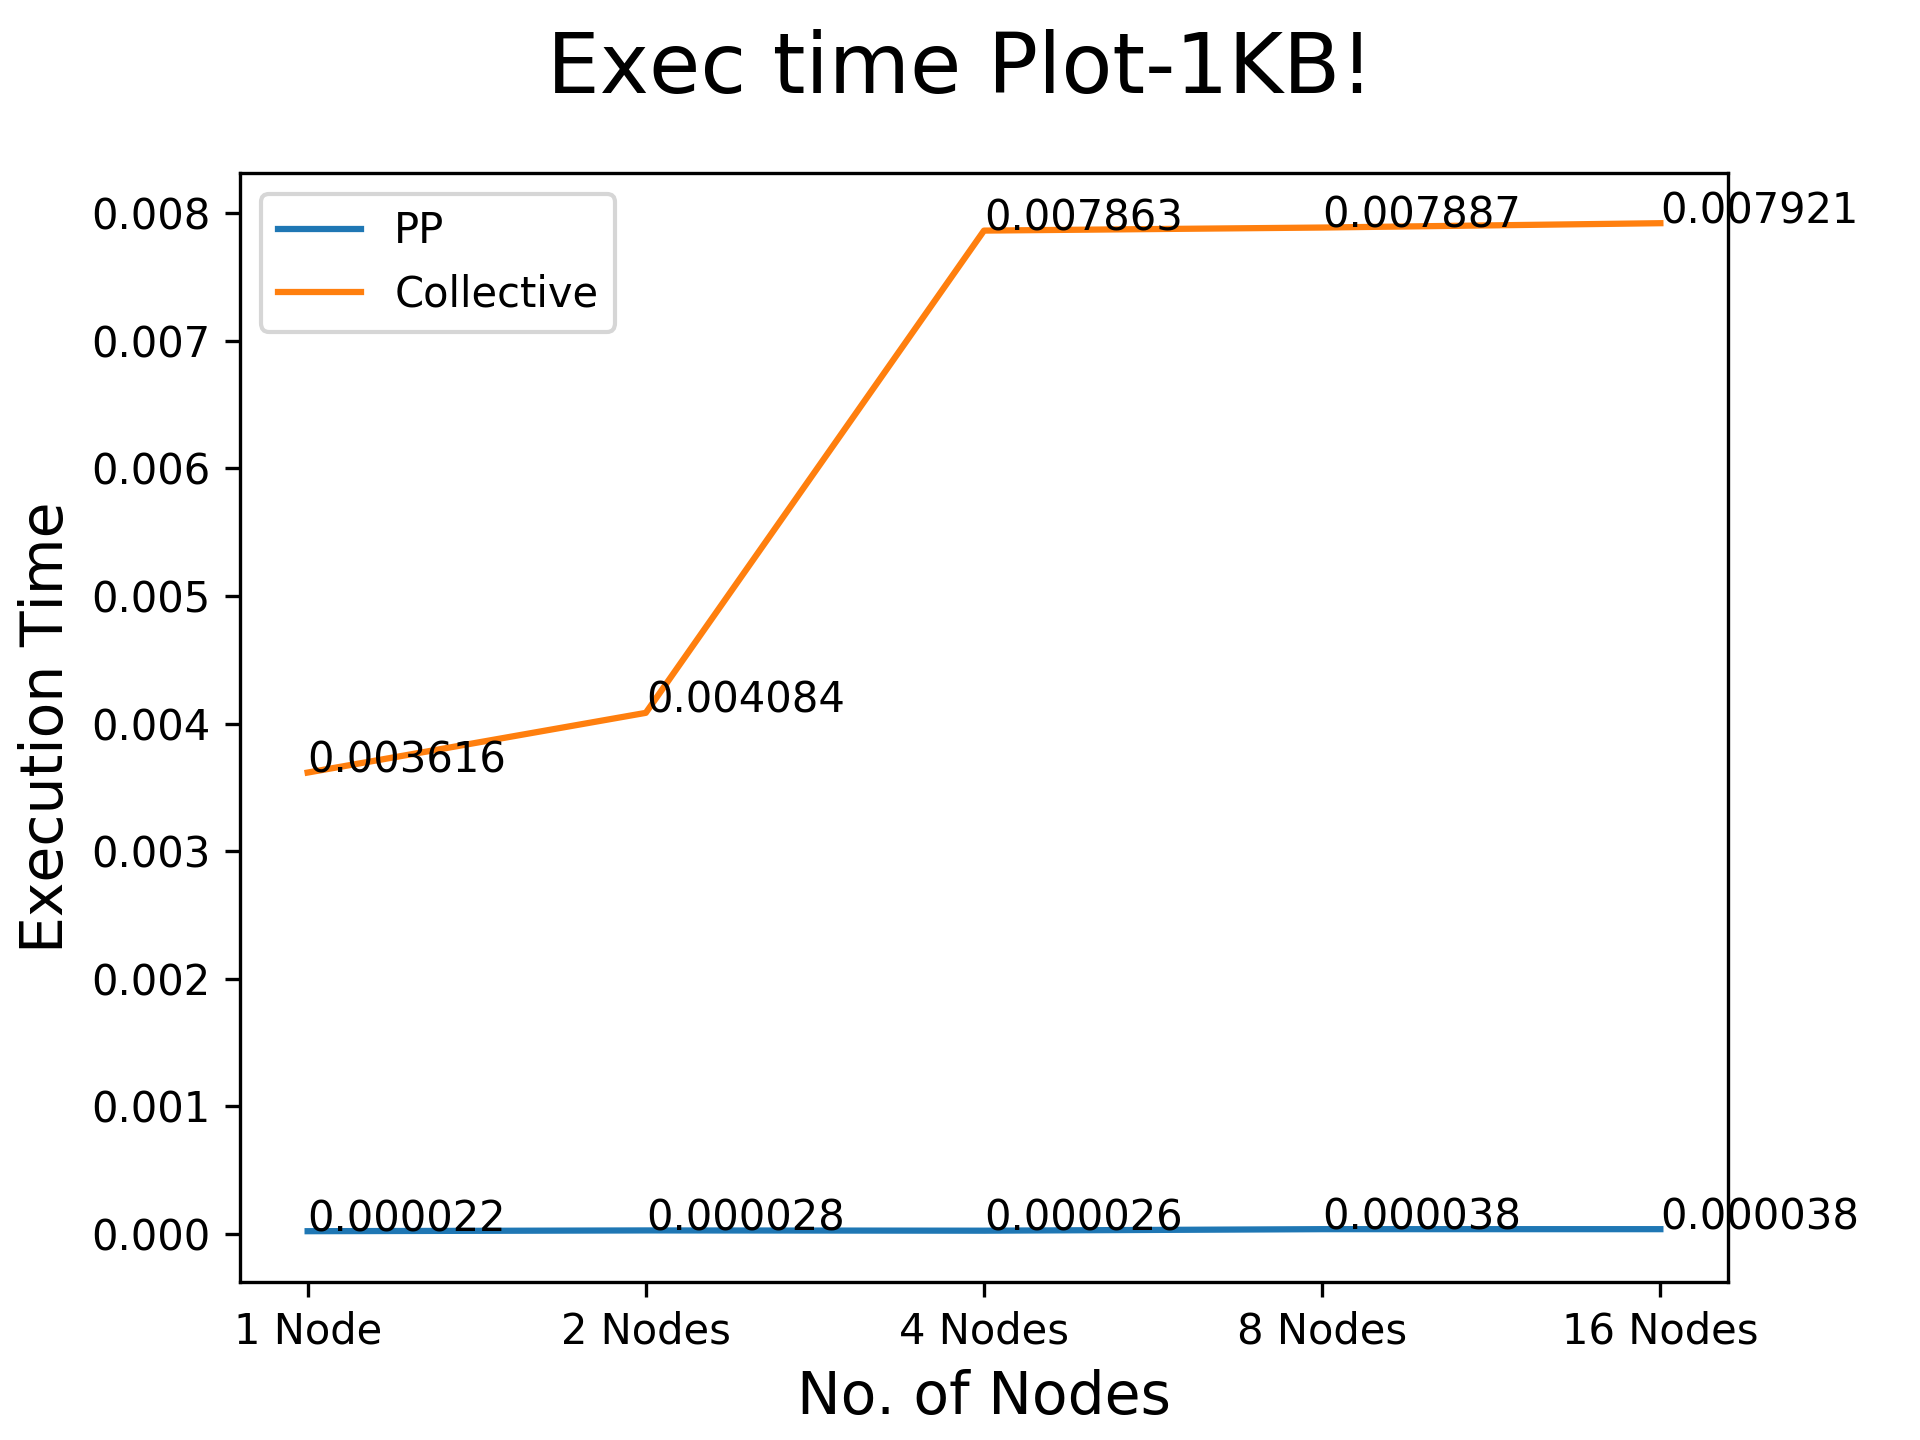 Exec time Plot-1KB!
PP
Collective
0.008
0.007
0.006
0.005
0.004
0.003
0.002
0.001
0.000
Execution Time
0.003616
0.004084
0.007863
0.007887
0.007921
0.000022
0.000028
0.000026
0.000038
0.000038
1 Node
2 Nodes
4 Nodes
8 Nodes
16 Nodes
No. of Nodes